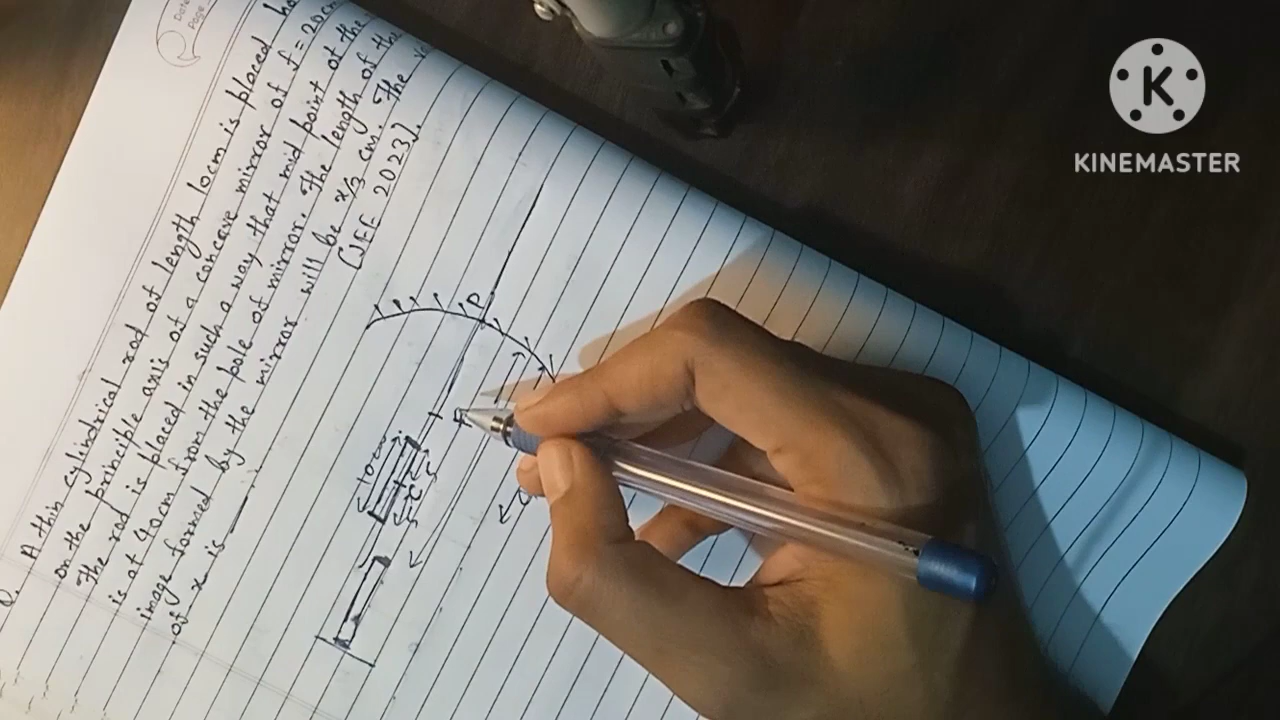 Date
Page
Q. A thin cylindrical rod of length 10cm is placed
on the principle axis of a concave mirror of f = 20cm
The rod is placed in such a way that mid point of the
is at 40cm from the pole of mirror. The length of the
image formed by the mirror will be x/3 cm. The
of x is
(JEE 2023).
P
F
10cm
K
KINEMASTER